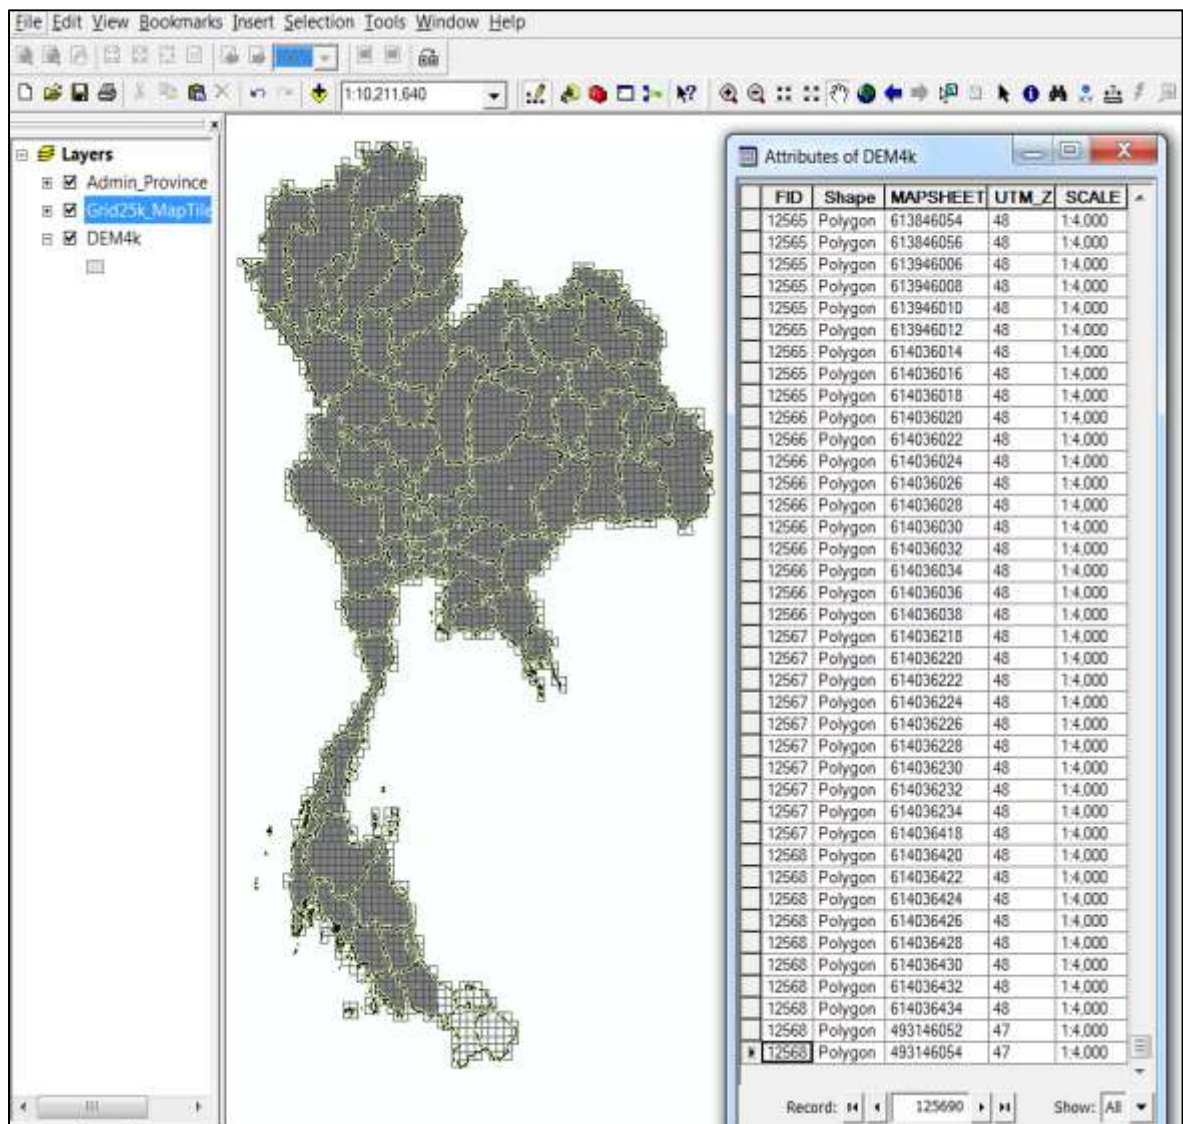 File Edit View Bookmarks Insert Selection Tools Window Help
1:10,211,640
Layers
Admin_Province
Grid25k_MapTile
DEM4k
Attributes of DEM4k
FID Shape MAPSHEET UTM_Z SCALE
12565 Polygon 613846054 48 1:4,000
12565 Polygon 613846056 48 1:4,000
12565 Polygon 613946006 48 1:4,000
12565 Polygon 613946008 48 1:4,000
12565 Polygon 613946010 48 1:4,000
12565 Polygon 613946012 48 1:4,000
12565 Polygon 614036014 48 1:4,000
12565 Polygon 614036016 48 1:4,000
12565 Polygon 614036018 48 1:4,000
12566 Polygon 614036020 48 1:4,000
12566 Polygon 614036022 48 1:4,000
12566 Polygon 614036024 48 1:4,000
12566 Polygon 614036026 48 1:4,000
12566 Polygon 614036028 48 1:4,000
12566 Polygon 614036030 48 1:4,000
12566 Polygon 614036032 48 1:4,000
12566 Polygon 614036034 48 1:4,000
12566 Polygon 614036036 48 1:4,000
12566 Polygon 614036038 48 1:4,000
12567 Polygon 614036218 48 1:4,000
12567 Polygon 614036220 48 1:4,000
12567 Polygon 614036222 48 1:4,000
12567 Polygon 614036224 48 1:4,000
12567 Polygon 614036226 48 1:4,000
12567 Polygon 614036228 48 1:4,000
12567 Polygon 614036230 48 1:4,000
12567 Polygon 614036232 48 1:4,000
12567 Polygon 614036234 48 1:4,000
12567 Polygon 614036418 48 1:4,000
12568 Polygon 614036420 48 1:4,000
12568 Polygon 614036422 48 1:4,000
12568 Polygon 614036424 48 1:4,000
12568 Polygon 614036426 48 1:4,000
12568 Polygon 614036428 48 1:4,000
12568 Polygon 614036430 48 1:4,000
12568 Polygon 614036432 48 1:4,000
12568 Polygon 614036434 48 1:4,000
12568 Polygon 493146052 47 1:4,000
12568 Polygon 493146054 47 1:4,000
Record: 125690 Show: All